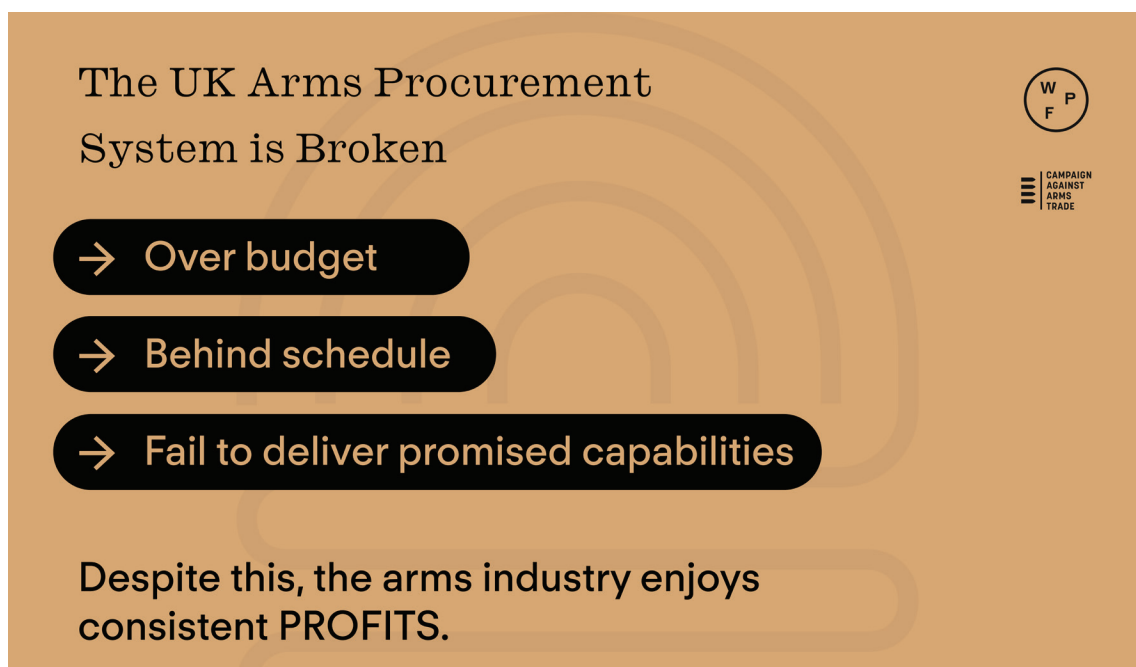 The UK Arms Procurement
System is Broken
W P
F
CAMPAIGN
AGAINST
ARMS
TRADE
→ Over budget
→ Behind schedule
→ Fail to deliver promised capabilities
Despite this, the arms industry enjoys
consistent PROFITS.